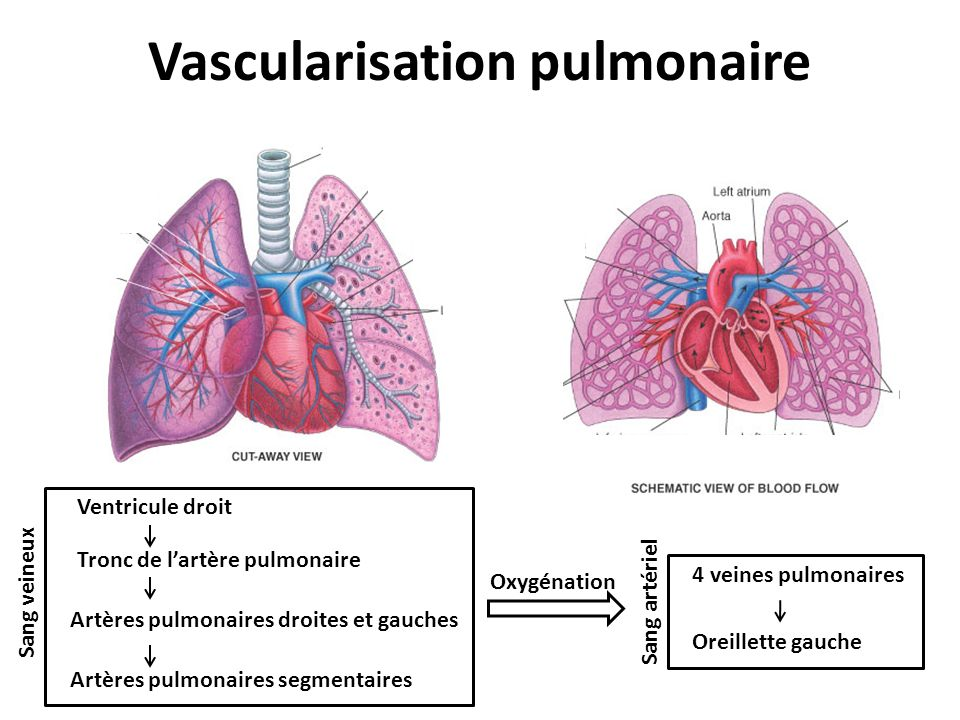 Vascularisation pulmonaire
Left atrium
Aorta
CUT-AWAY VIEW
SCHEMATIC VIEW OF BLOOD FLOW
Sang veineux
Ventricule droit
Tronc de l’artère pulmonaire
Artères pulmonaires droites et gauches
Artères pulmonaires segmentaires
Oxygénation
Sang artériel
4 veines pulmonaires
Oreillette gauche